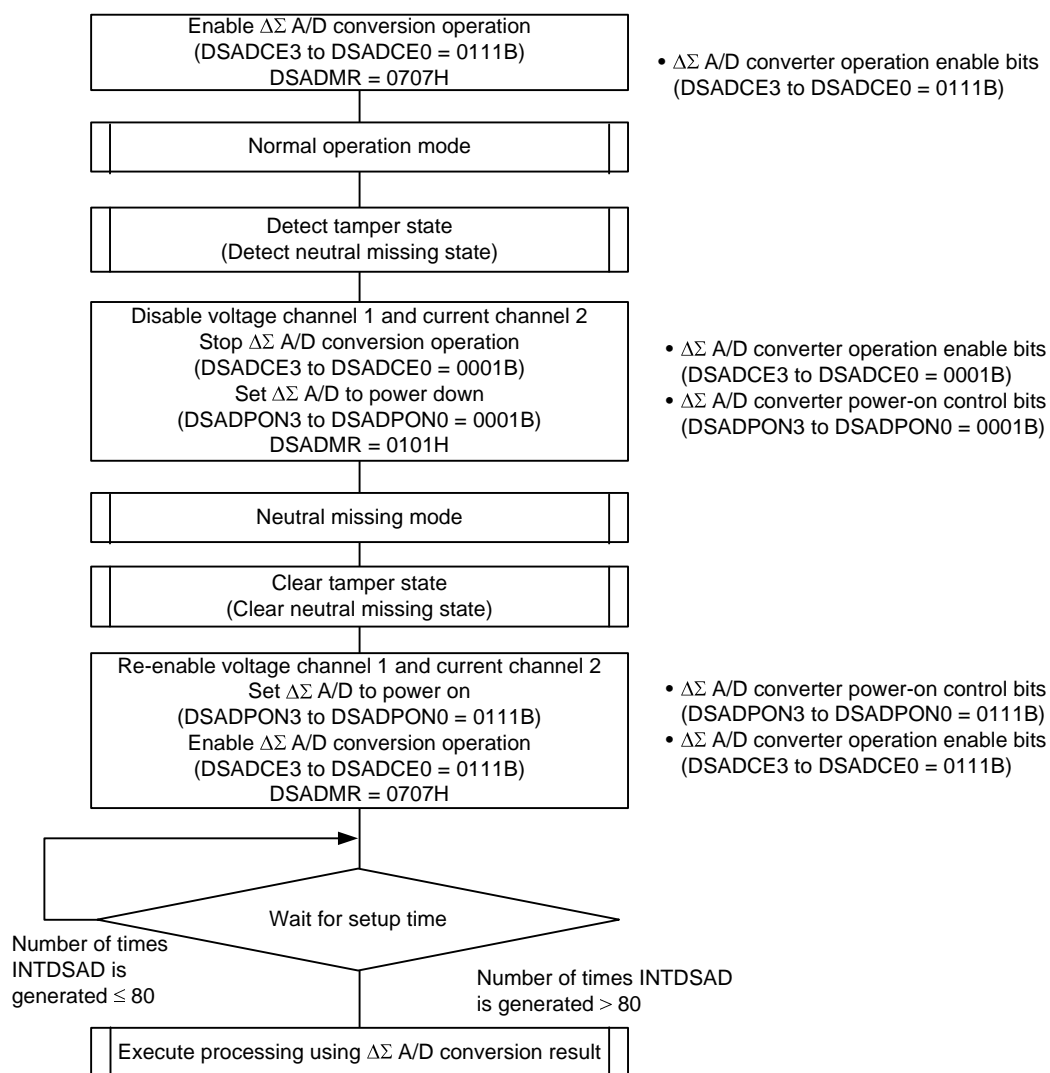 Enable ΔΣ A/D conversion operation
(DSADCE3 to DSADCE0 = 0111B)
DSADMR = 0707H
• ΔΣ A/D converter operation enable bits
(DSADCE3 to DSADCE0 = 0111B)
Normal operation mode
Detect tamper state
(Detect neutral missing state)
Disable voltage channel 1 and current channel 2
Stop ΔΣ A/D conversion operation
(DSADCE3 to DSADCE0 = 0001B)
Set ΔΣ A/D to power down
(DSADPON3 to DSADPON0 = 0001B)
DSADMR = 0101H
• ΔΣ A/D converter operation enable bits
(DSADCE3 to DSADCE0 = 0001B)
• ΔΣ A/D converter power-on control bits
(DSADPON3 to DSADPON0 = 0001B)
Neutral missing mode
Clear tamper state
(Clear neutral missing state)
Re-enable voltage channel 1 and current channel 2
Set ΔΣ A/D to power on
(DSADPON3 to DSADPON0 = 0111B)
Enable ΔΣ A/D conversion operation
(DSADCE3 to DSADCE0 = 0111B)
DSADMR = 0707H
• ΔΣ A/D converter power-on control bits
(DSADPON3 to DSADPON0 = 0111B)
• ΔΣ A/D converter operation enable bits
(DSADCE3 to DSADCE0 = 0111B)
Wait for setup time
Number of times
INTDSAD is
generated ≤ 80
Number of times INTDSAD
is generated > 80
Execute processing using ΔΣ A/D conversion result